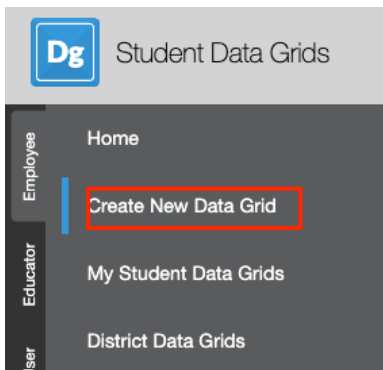 Dg Student Data Grids
Employee
Home
Create New Data Grid
Educator
My Student Data Grids
District Data Grids